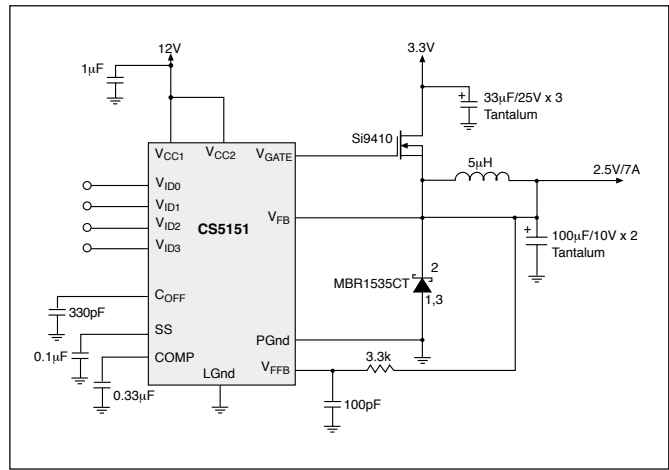 12V
1µF
3.3V
33µF/25V x 3
Tantalum
Si9410
VCC1
VCC2
VGATE
5µH
2.5V/7A
VID0
VID1
VID2
VID3
CS5151
VFB
100µF/10V x 2
Tantalum
2
MBR1535CT
1,3
COFF
330pF
SS
PGnd
0.1µF
COMP
VFFB
3.3k
LGnd
0.33µF
100pF